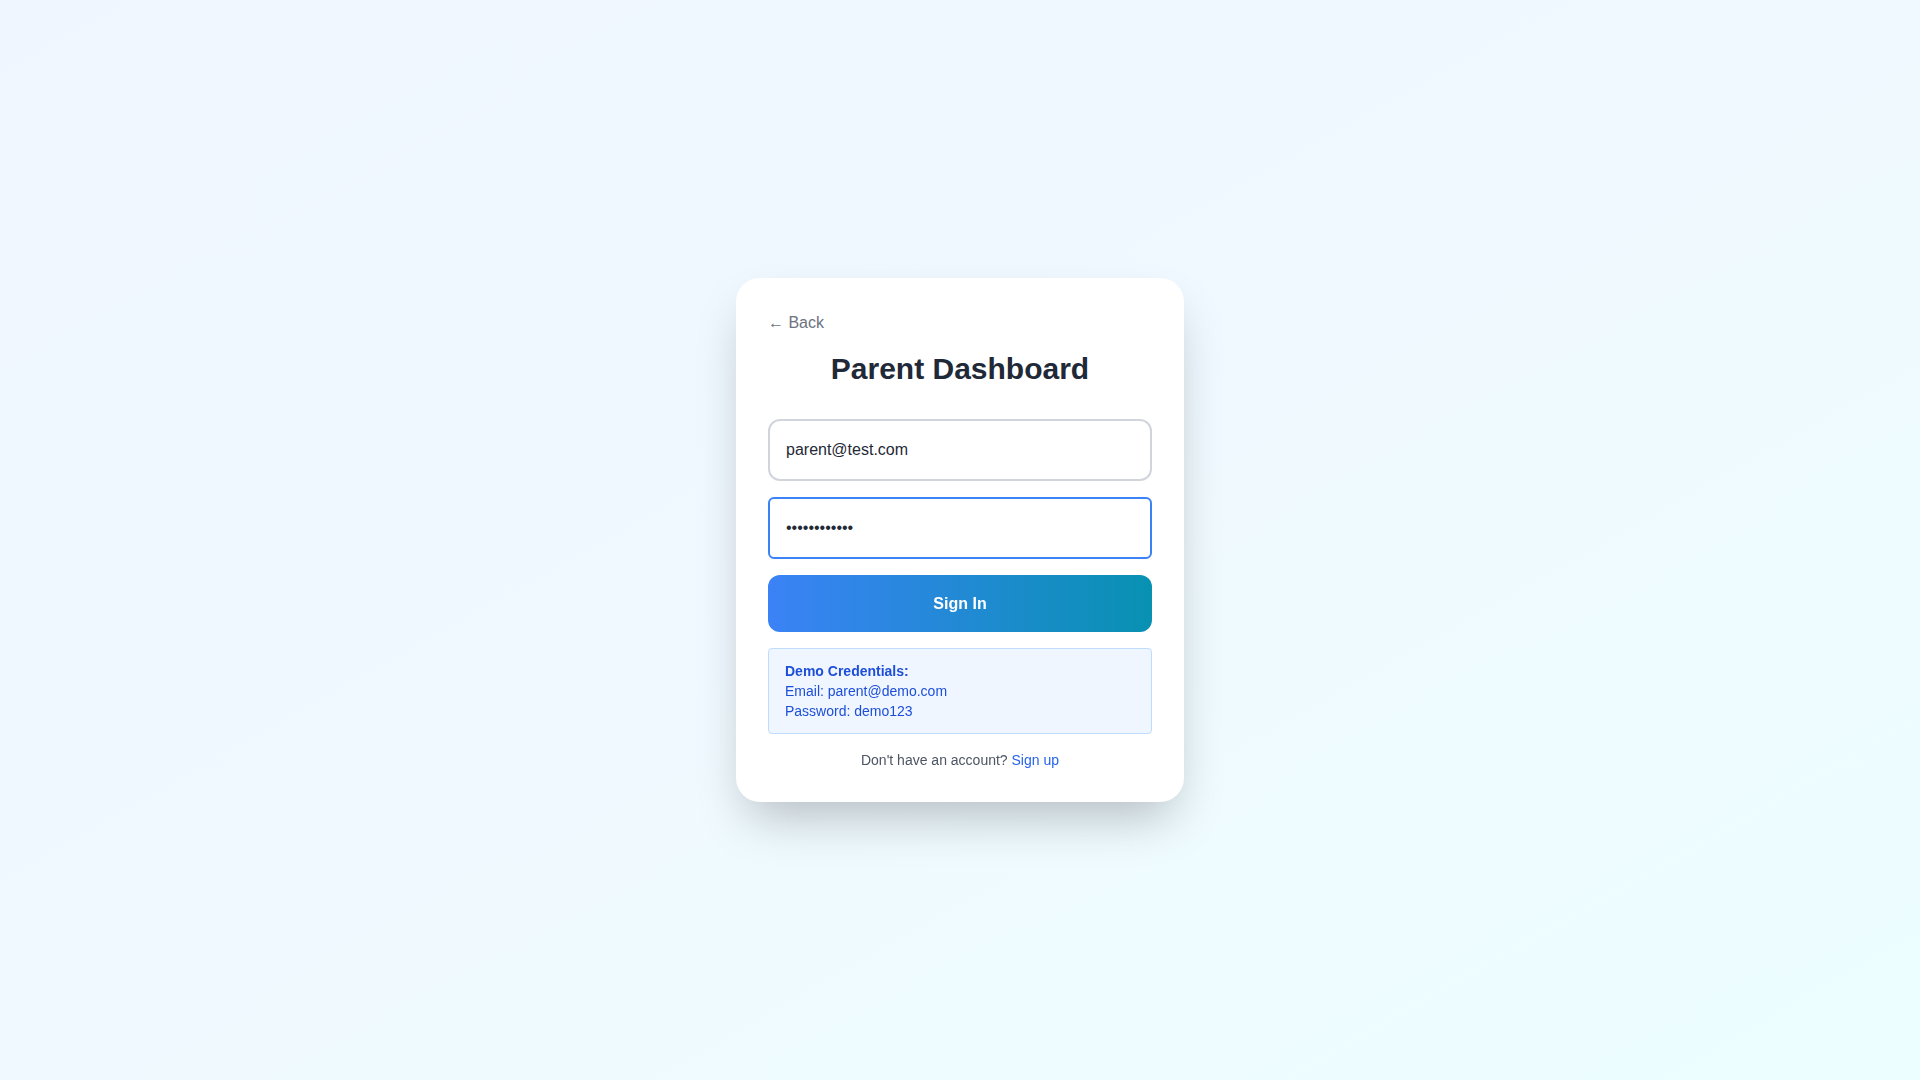 ← Back
Parent Dashboard
parent@test.com
••••••••••••
Sign In
Demo Credentials:
Email: parent@demo.com
Password: demo123
Don't have an account? Sign up